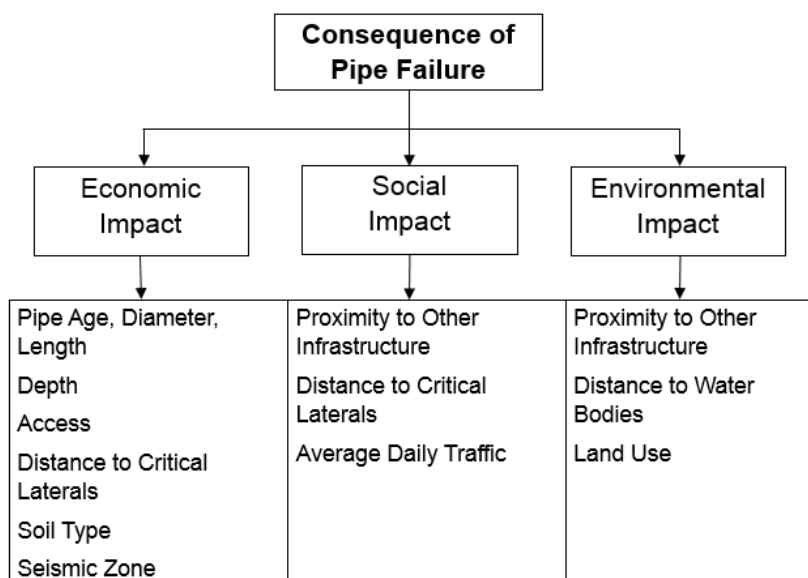 Consequence of
Pipe Failure
Economic
Impact
Social
Impact
Environmental
Impact
Pipe Age, Diameter,
Length
Depth
Access
Distance to Critical
Laterals
Soil Type
Seismic Zone
Proximity to Other
Infrastructure
Distance to Critical
Laterals
Average Daily Traffic
Proximity to Other
Infrastructure
Distance to Water
Bodies
Land Use